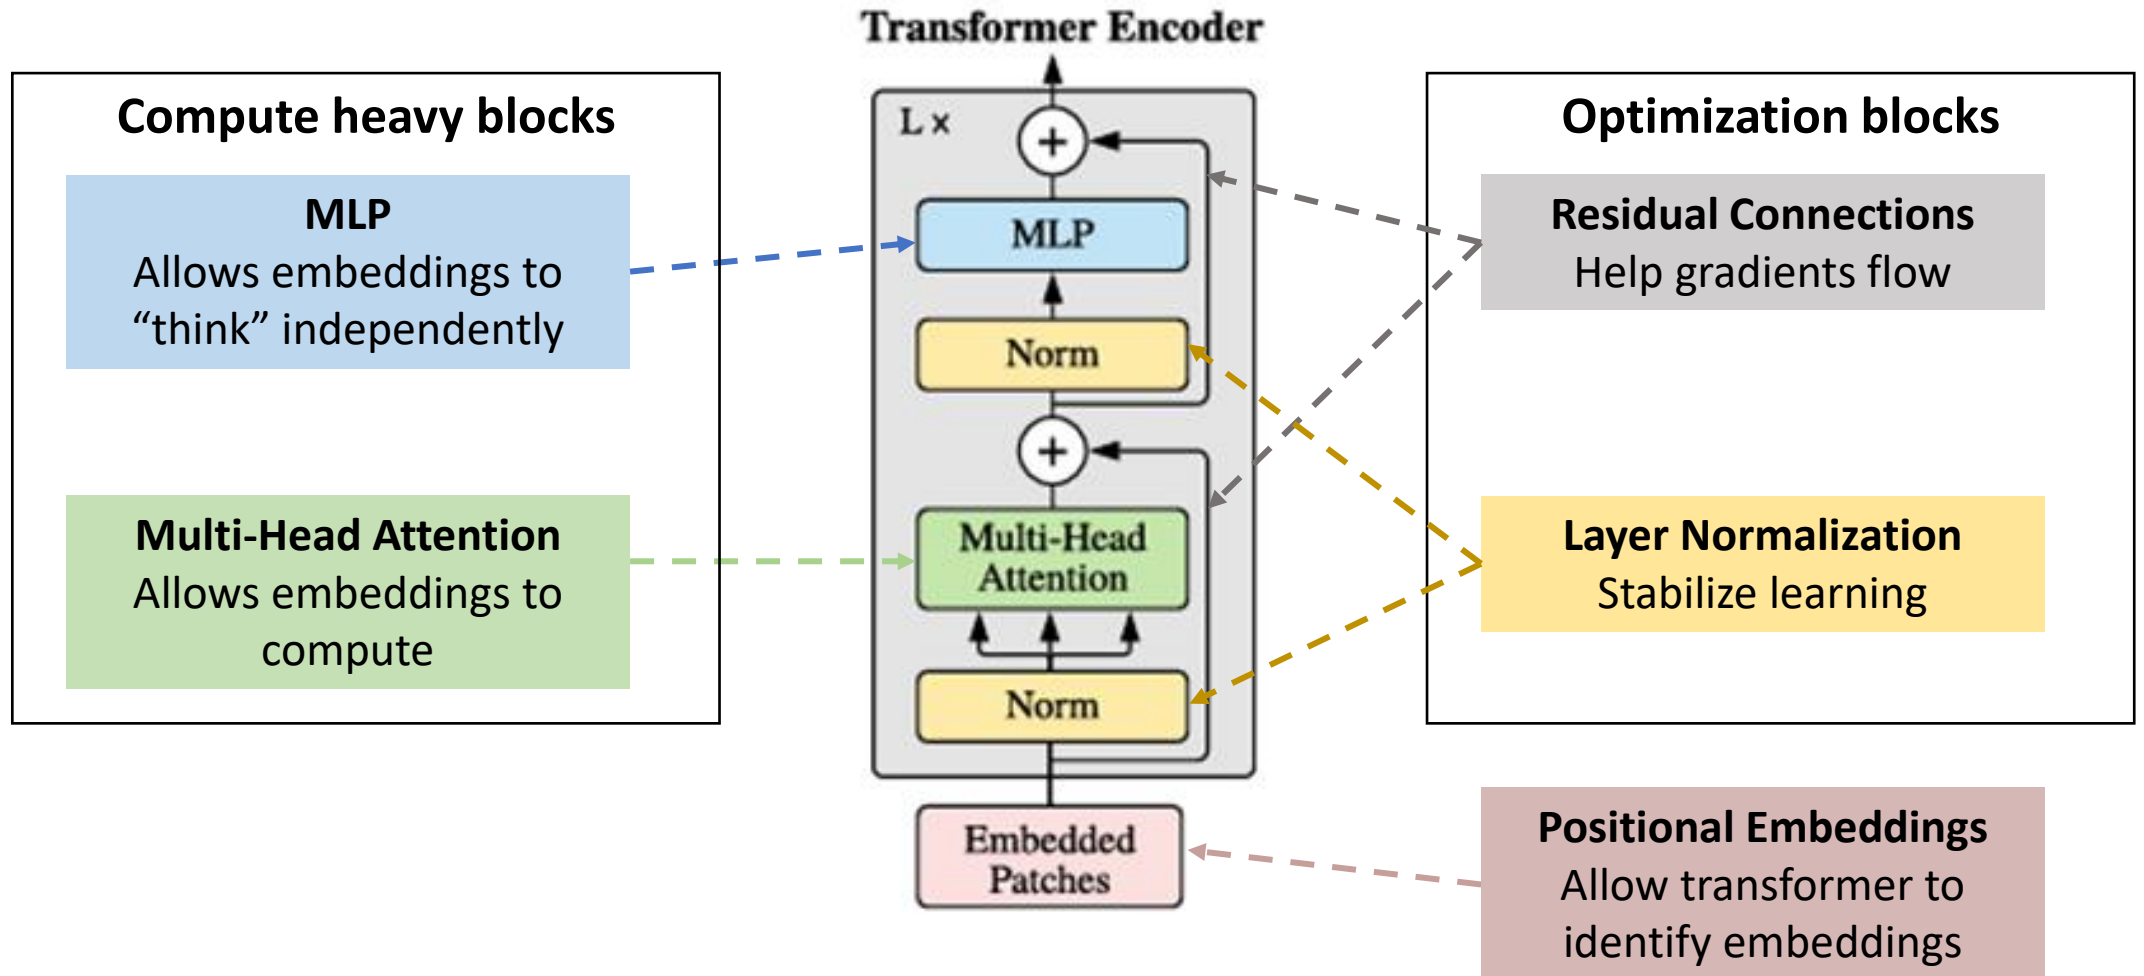 Transformer Encoder
Compute heavy blocks
MLP
Allows embeddings to
“think” independently
Multi-Head Attention
Allows embeddings to
compute
L ×
+
MLP
Norm
+
Multi-Head
Attention
Norm
Embedded
Patches
Optimization blocks
Residual Connections
Help gradients flow
Layer Normalization
Stabilize learning
Positional Embeddings
Allow transformer to
identify embeddings